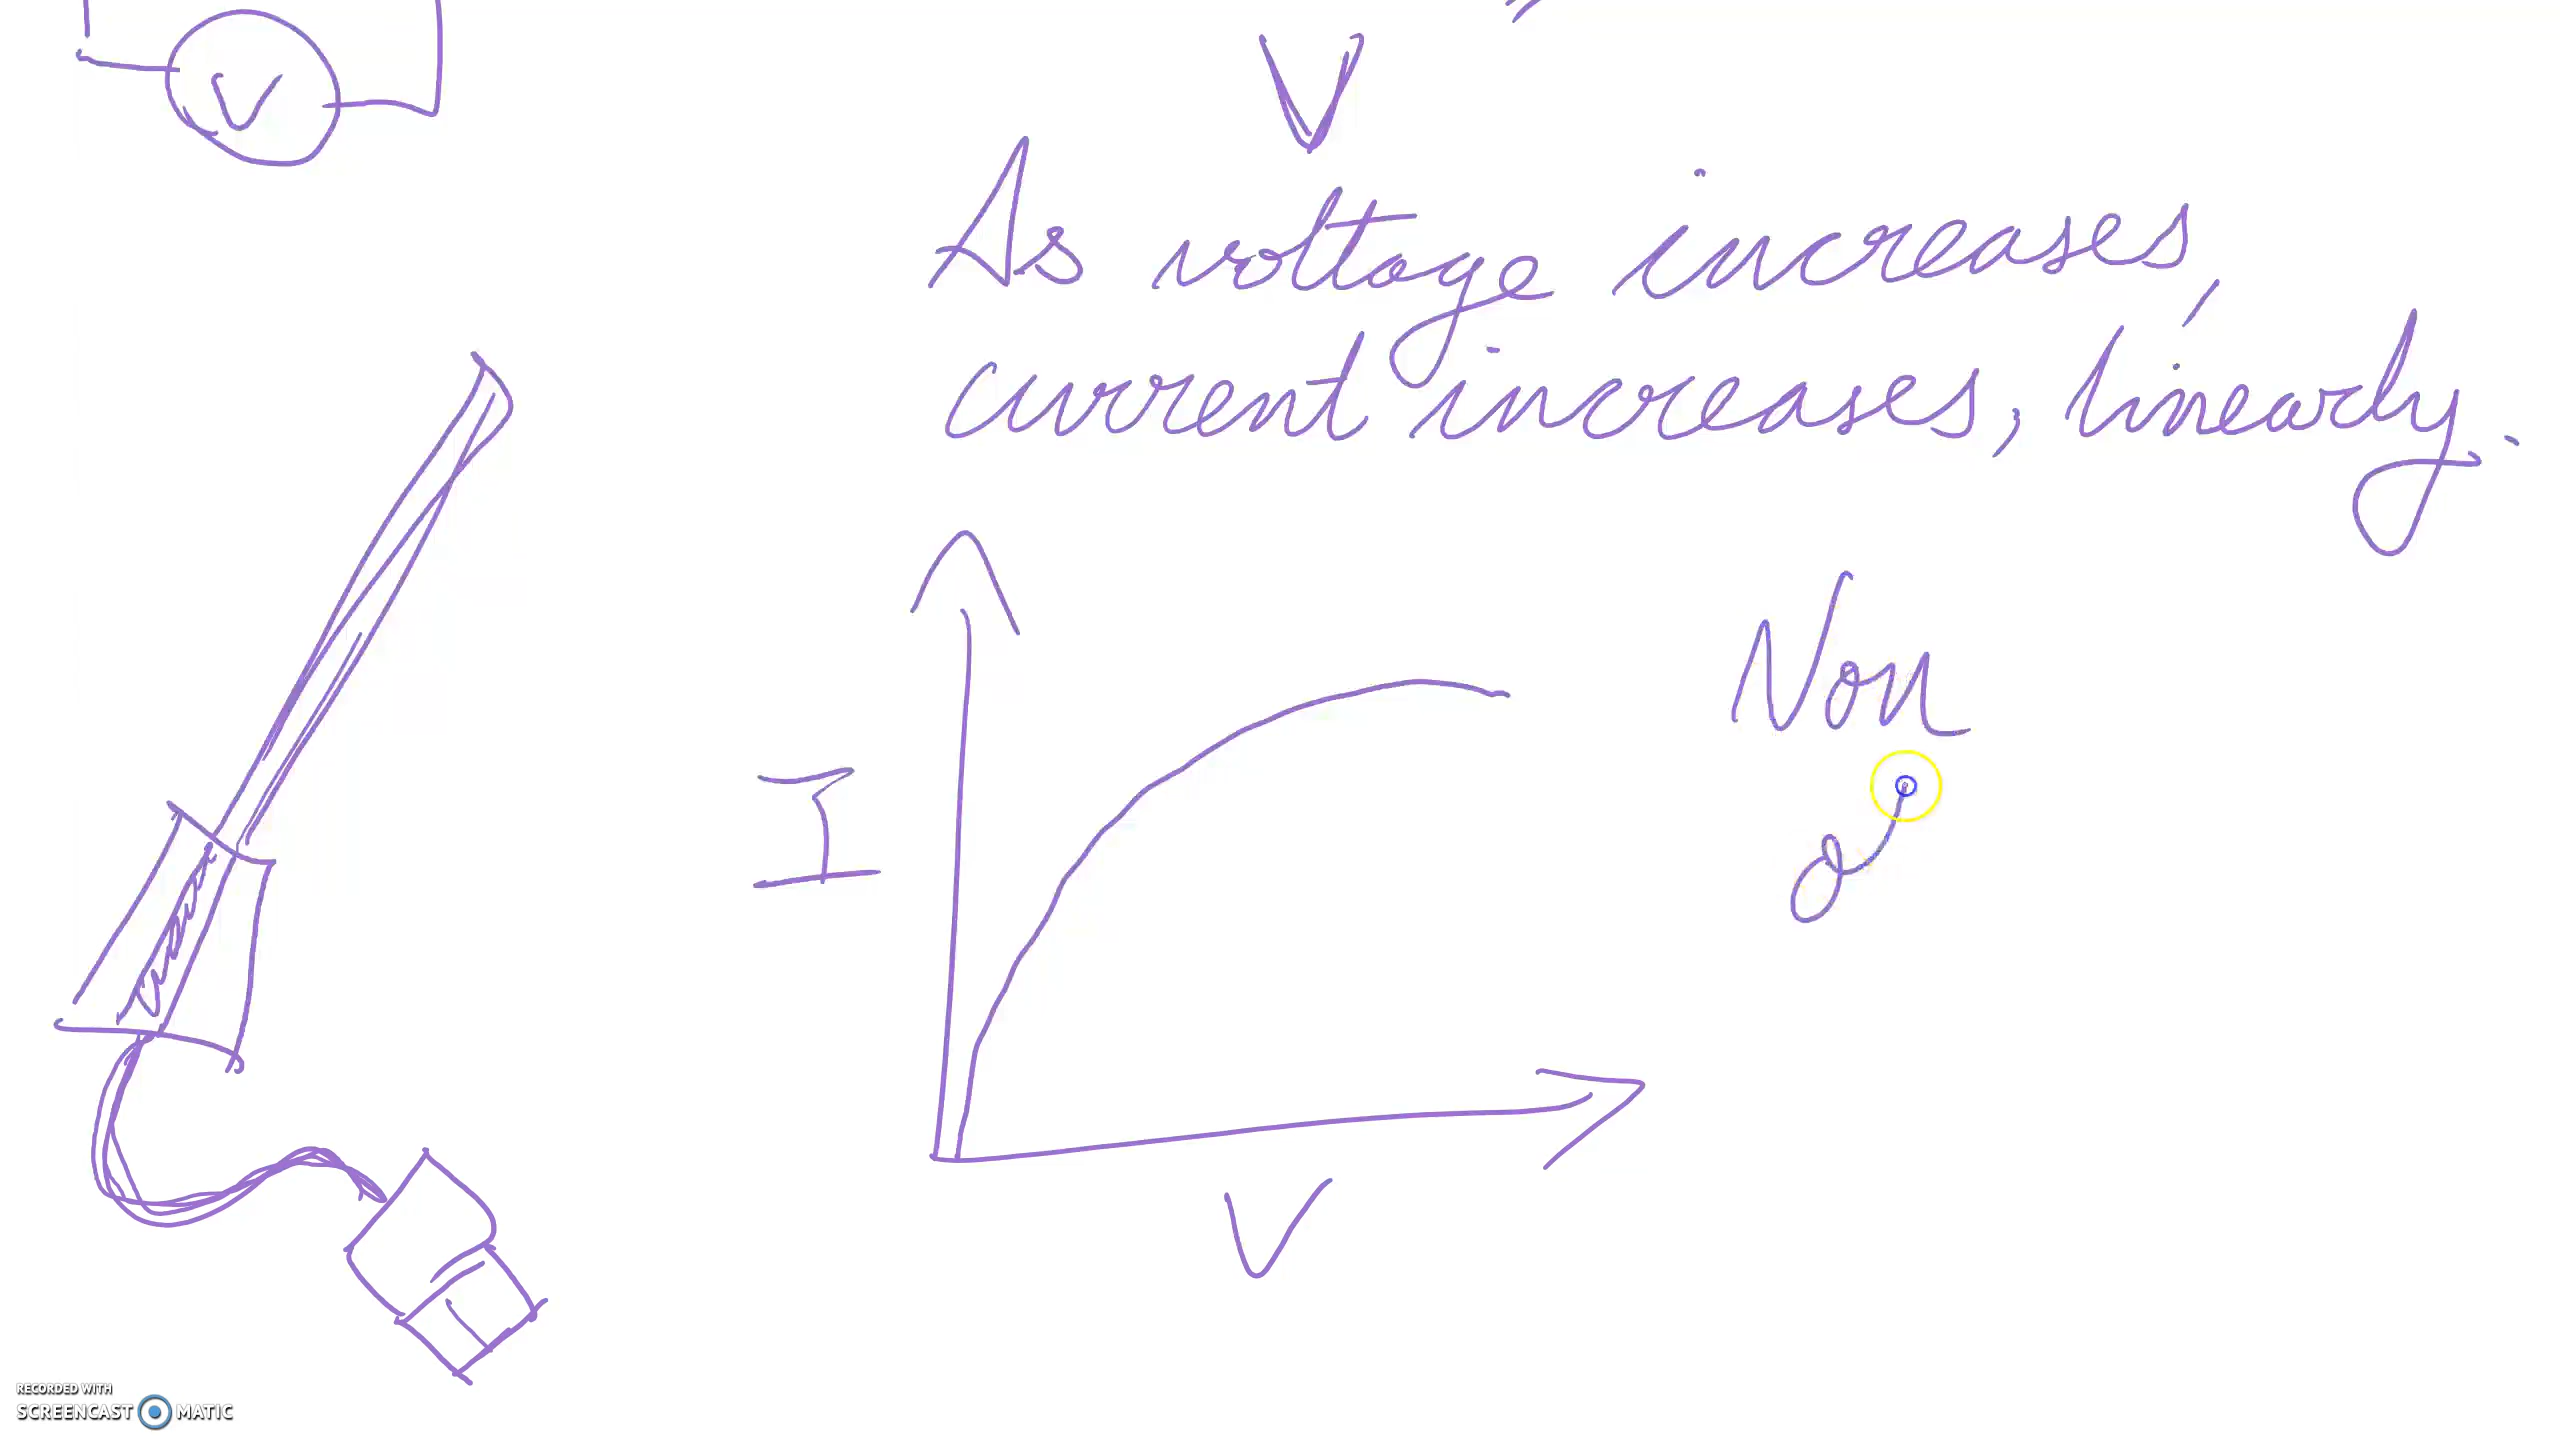 V
V
As voltage increases,
current increases, linearly.
I
V
Non
o
RECORDED WITH
SCREENCAST MATIC